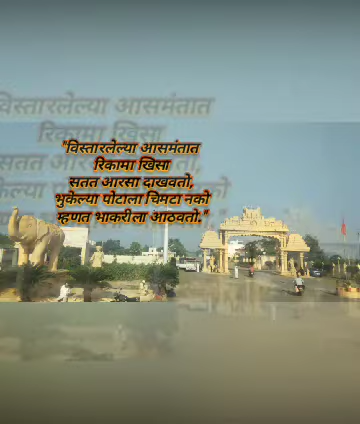 "विस्तारलेल्या आसमंतात
रिकामा खिसा
सतत आरसा दाखवतो,
भुकेल्या पोटाला चिमटा नको
म्हणत भाकरीला आठवतो."